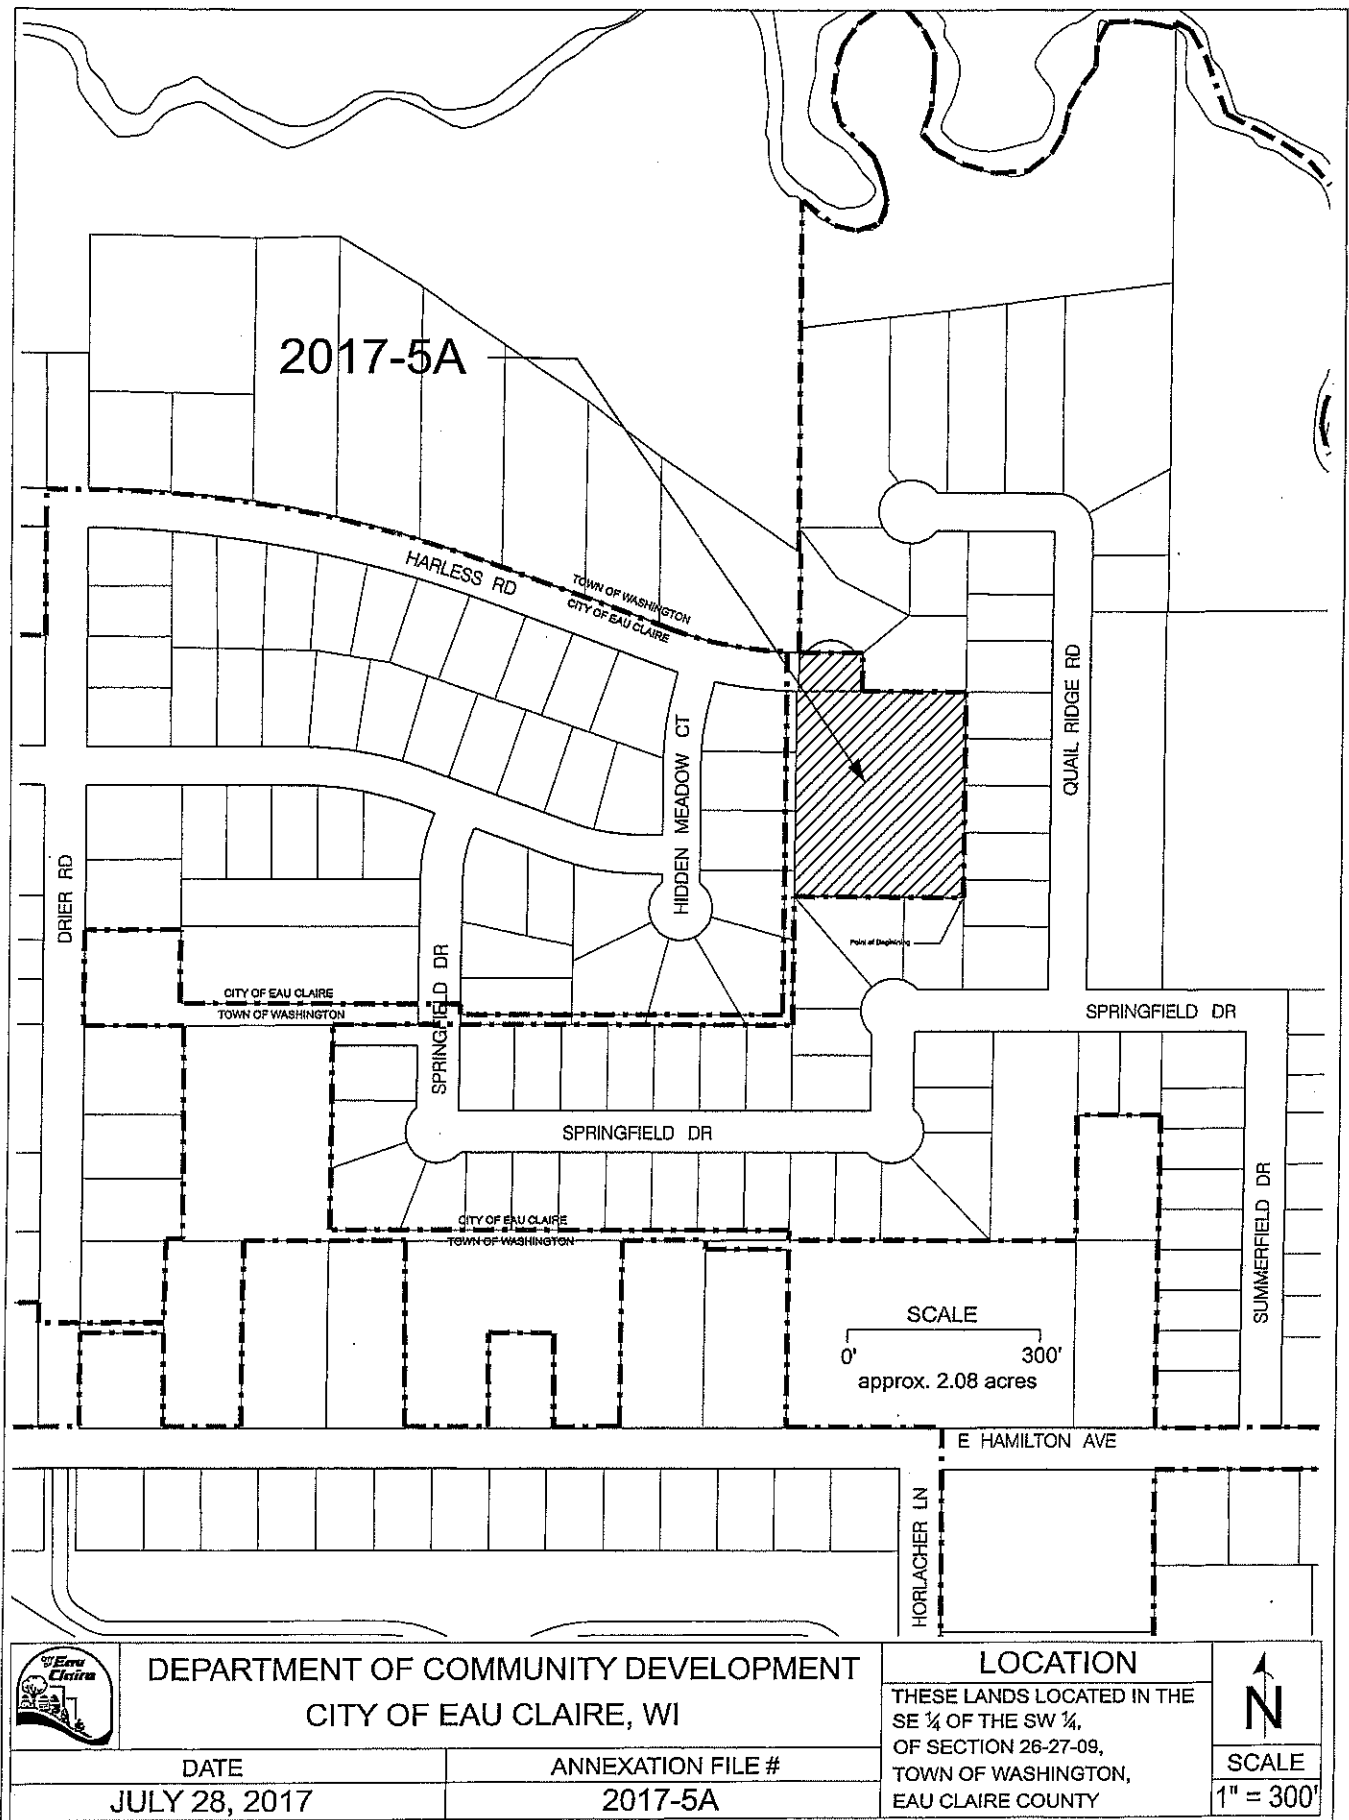 2017-5A
HARLESS RD
TOWN OF WASHINGTON
CITY OF EAU CLAIRE
QUAIL RIDGE RD
HIDDEN MEADOW CT
DRIER RD
Point of Beginning
SPRINGFIELD DR
CITY OF EAU CLAIRE
TOWN OF WASHINGTON
SPRINGFIELD DR
SPRINGFIELD DR
CITY OF EAU CLAIRE
TOWN OF WASHINGTON
SUMMERFIELD DR
SCALE
0' 300'
approx. 2.08 acres
E HAMILTON AVE
HORLACHER LN
City of Eau
Claire
DEPARTMENT OF COMMUNITY DEVELOPMENT
CITY OF EAU CLAIRE, WI
DATE
JULY 28, 2017
ANNEXATION FILE #
2017-5A
LOCATION
THESE LANDS LOCATED IN THE
SE ¼ OF THE SW ¼,
OF SECTION 26-27-09,
TOWN OF WASHINGTON,
EAU CLAIRE COUNTY
N
SCALE
1" = 300'